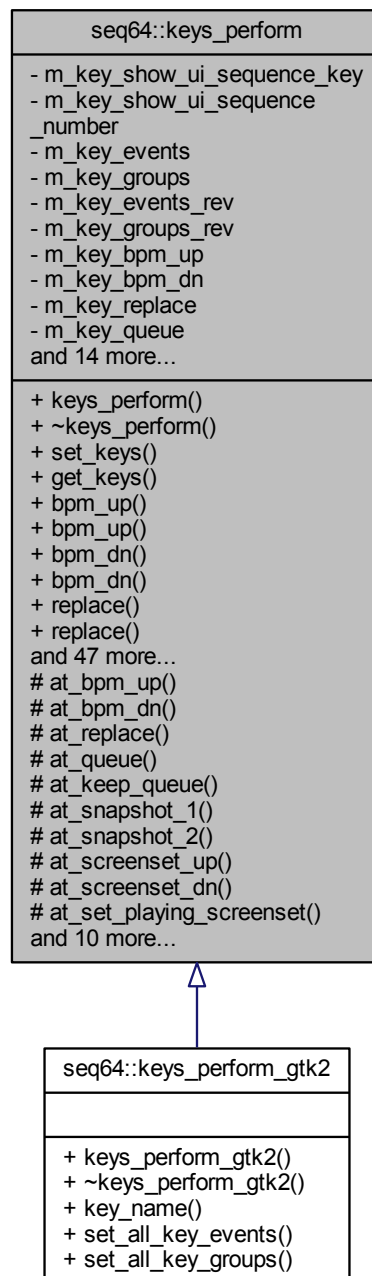 seq64::keys_perform
- m_key_show_ui_sequence_key
- m_key_show_ui_sequence
_number
- m_key_events
- m_key_groups
- m_key_events_rev
- m_key_groups_rev
- m_key_bpm_up
- m_key_bpm_dn
- m_key_replace
- m_key_queue
and 14 more...
+ keys_perform()
+ ~keys_perform()
+ set_keys()
+ get_keys()
+ bpm_up()
+ bpm_up()
+ bpm_dn()
+ bpm_dn()
+ replace()
+ replace()
and 47 more...
# at_bpm_up()
# at_bpm_dn()
# at_replace()
# at_queue()
# at_keep_queue()
# at_snapshot_1()
# at_snapshot_2()
# at_screenset_up()
# at_screenset_dn()
# at_set_playing_screenset()
and 10 more...
seq64::keys_perform_gtk2
+ keys_perform_gtk2()
+ ~keys_perform_gtk2()
+ key_name()
+ set_all_key_events()
+ set_all_key_groups()